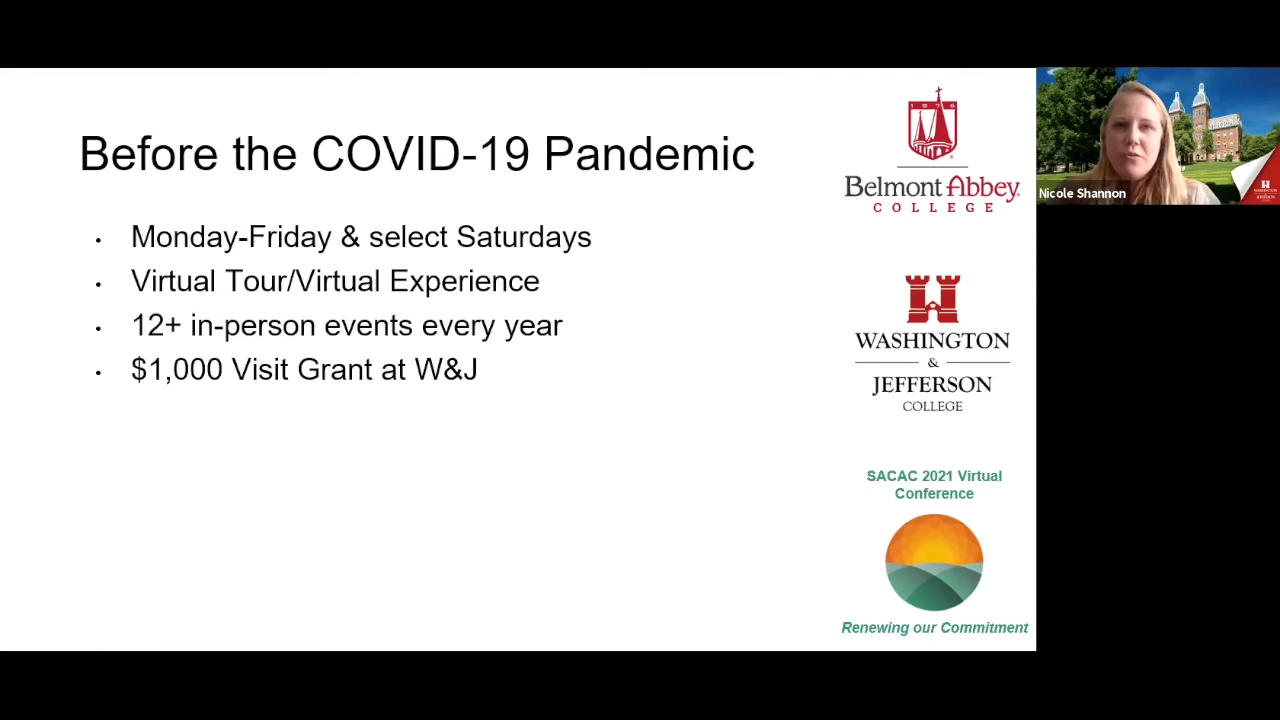 Before the COVID-19 Pandemic
• Monday-Friday & select Saturdays
• Virtual Tour/Virtual Experience
• 12+ in-person events every year
• $1,000 Visit Grant at W&J
1876
Belmont Abbey
COLLEGE
WASHINGTON
&
JEFFERSON
COLLEGE
SACAC 2021 Virtual
Conference
Renewing our Commitment
Nicole Shannon